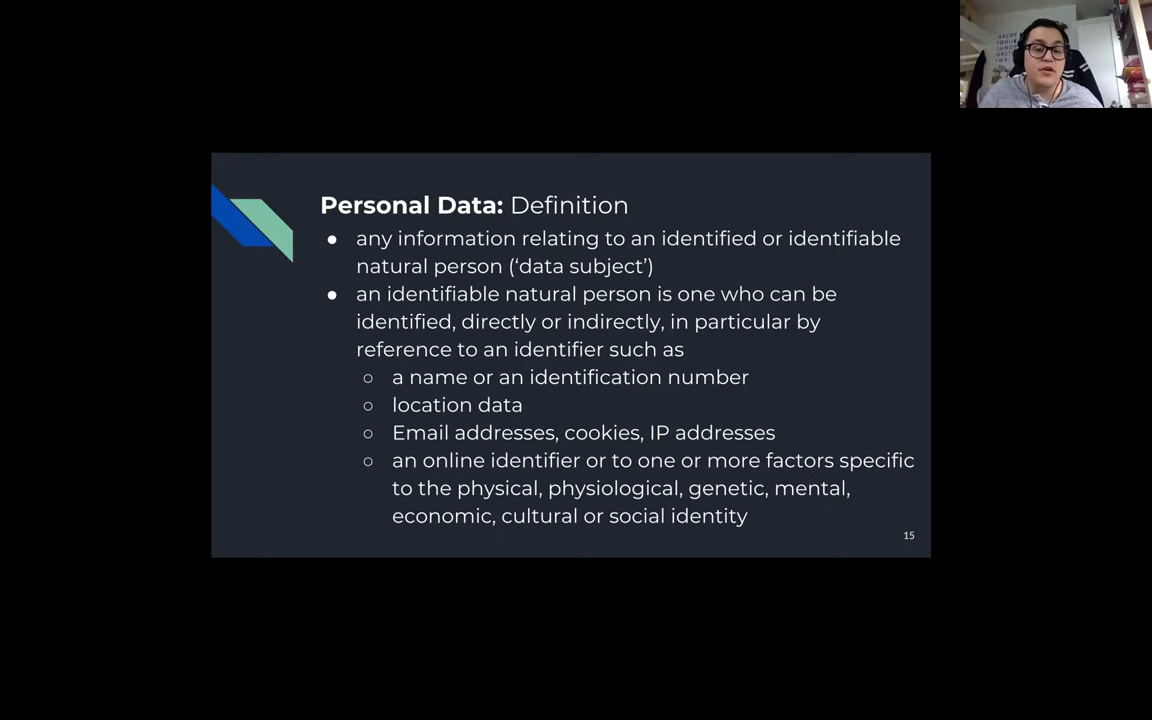 Personal Data: Definition
● any information relating to an identified or identifiable
natural person (‘data subject’)
● an identifiable natural person is one who can be
identified, directly or indirectly, in particular by
reference to an identifier such as
○ a name or an identification number
○ location data
○ Email addresses, cookies, IP addresses
○ an online identifier or to one or more factors specific
to the physical, physiological, genetic, mental,
economic, cultural or social identity
15